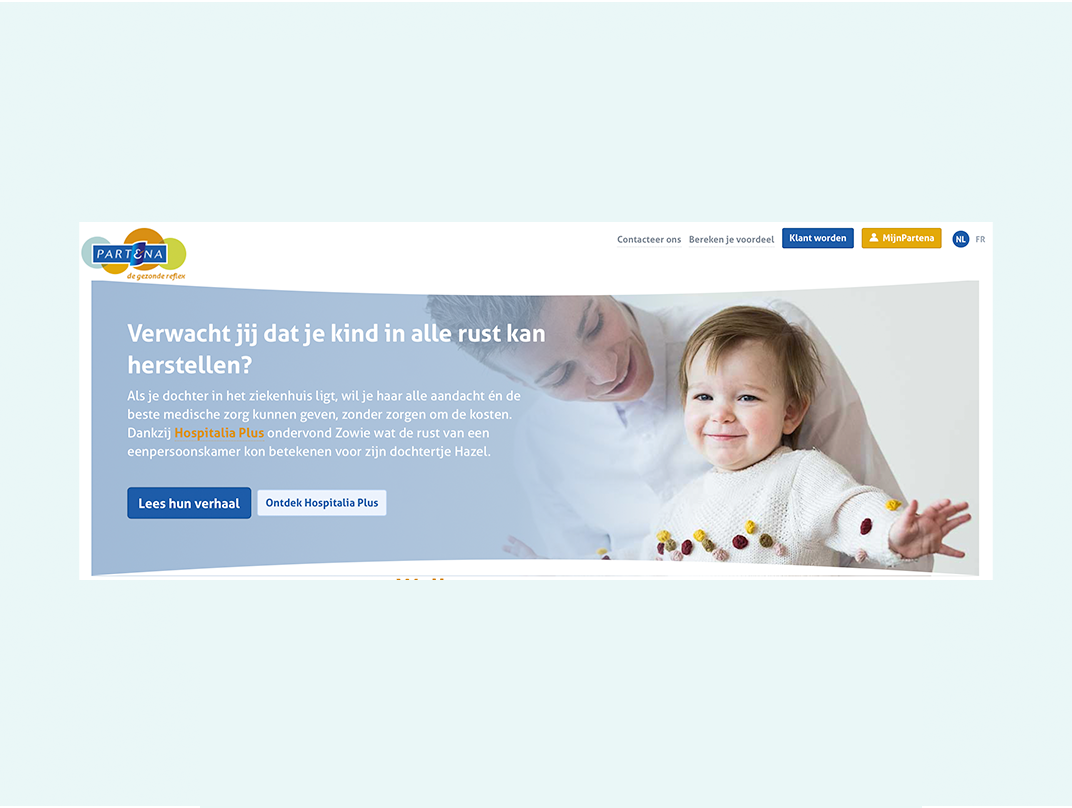 PARTENA
de gezonde reflex
Contacteer ons
Bereken je voordeel
Klant worden
MijnPartena
NL
FR
Verwacht jij dat je kind in alle rust kan
herstellen?
Als je dochter in het ziekenhuis ligt, wil je haar alle aandacht én de
beste medische zorg kunnen geven, zonder zorgen om de kosten.
Dankzij Hospitalia Plus ondervond Zowie wat de rust van een
eenpersoonskamer kon betekenen voor zijn dochtertje Hazel.
Lees hun verhaal
Ontdek Hospitalia Plus